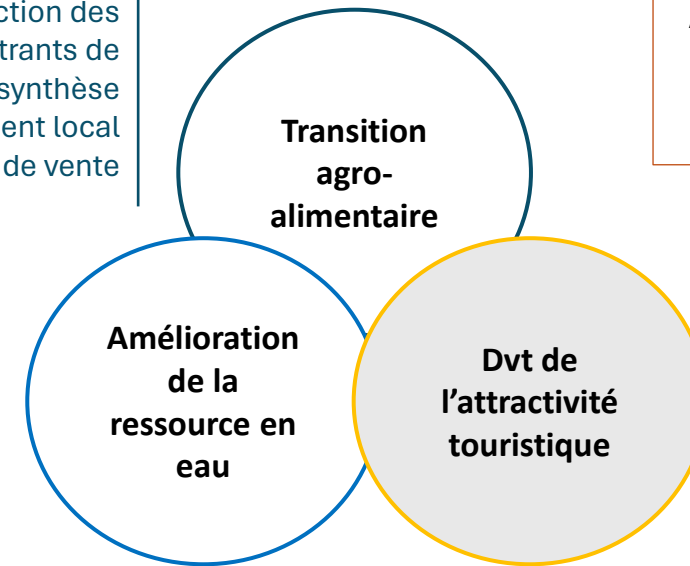 ction des
trants de
synthèse
ent local
de vente
Transition
agro-
alimentaire
Amélioration
de la
ressource en
eau
Dvt de
l’attractivité
touristique